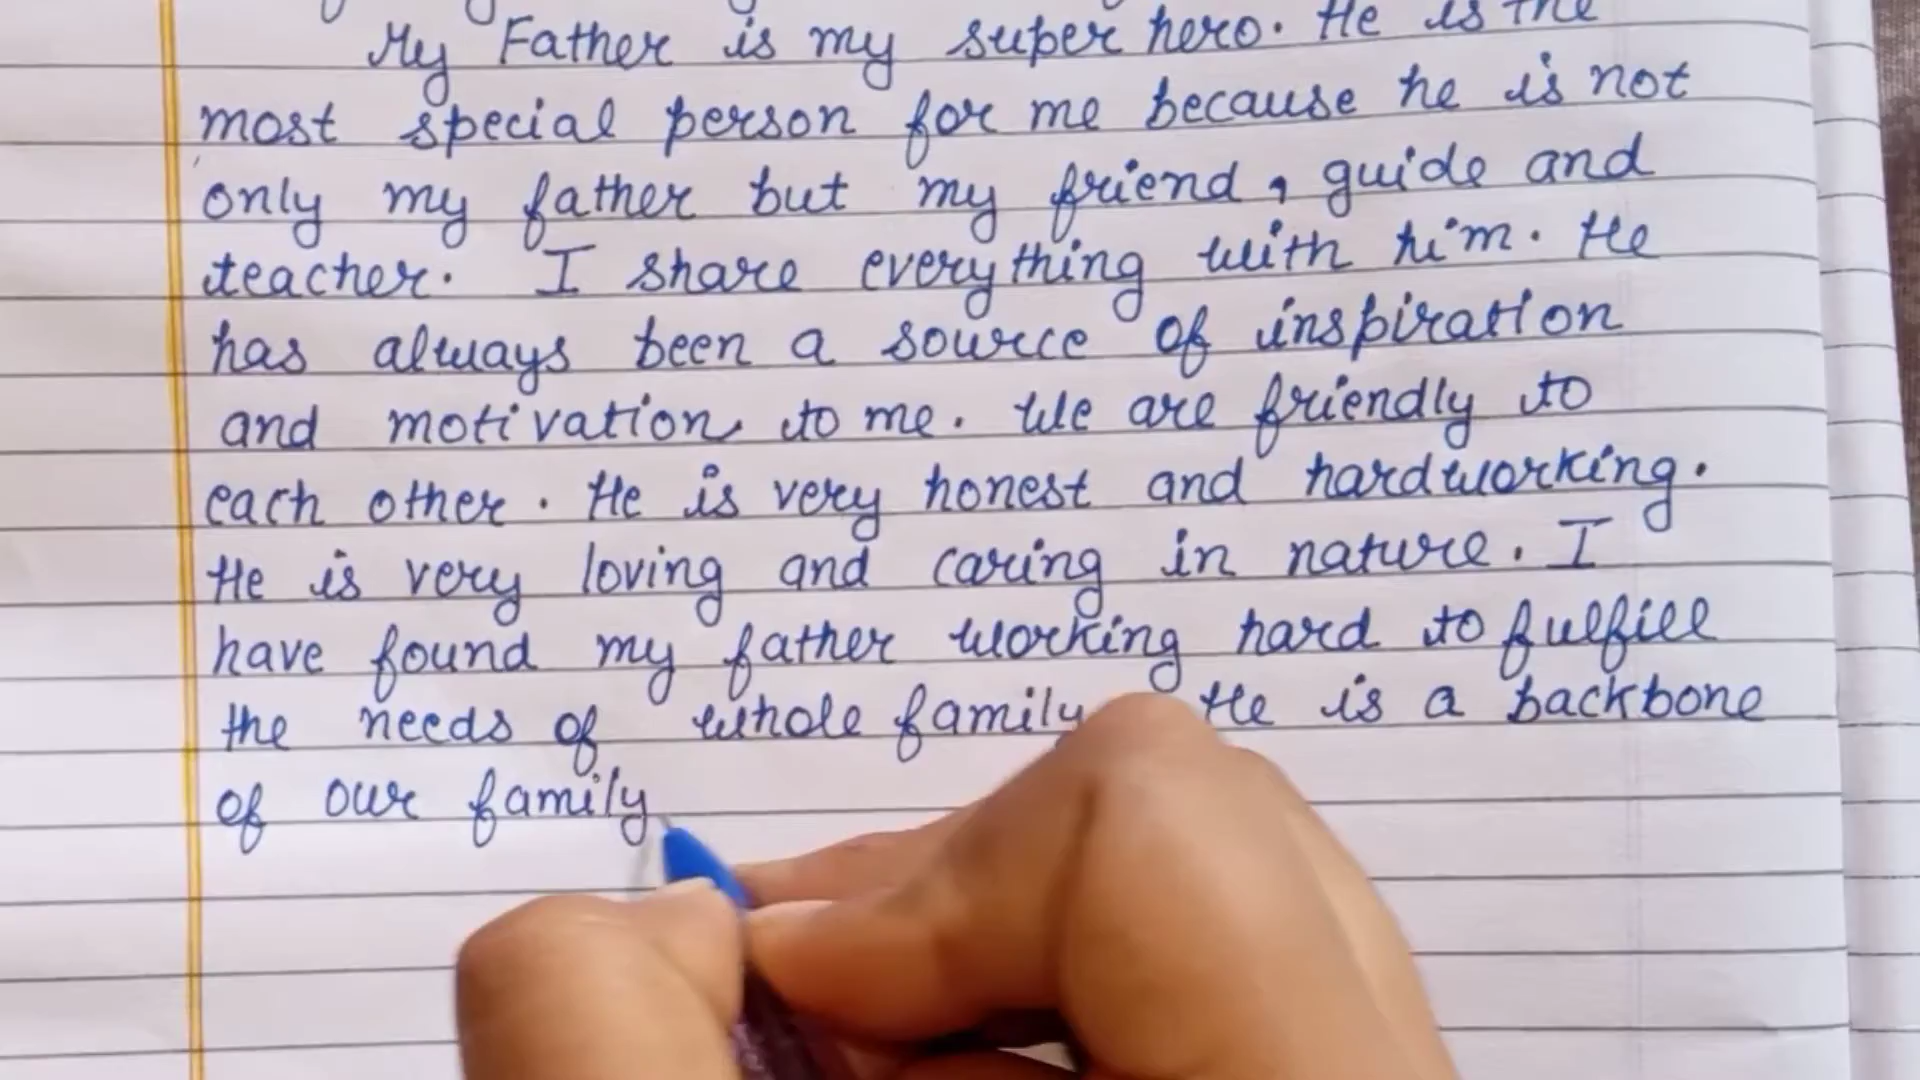 My Father is my super hero. He is the
most special person for me because he is not
only my father but my friend, guide and
teacher. I share everything with him. He
has always been a source of inspiration
and motivation to me. We are friendly to
each other. He is very honest and hardworking.
He is very loving and caring in nature. I
have found my father working hard to fulfill
the needs of whole family He is a backbone
of our family